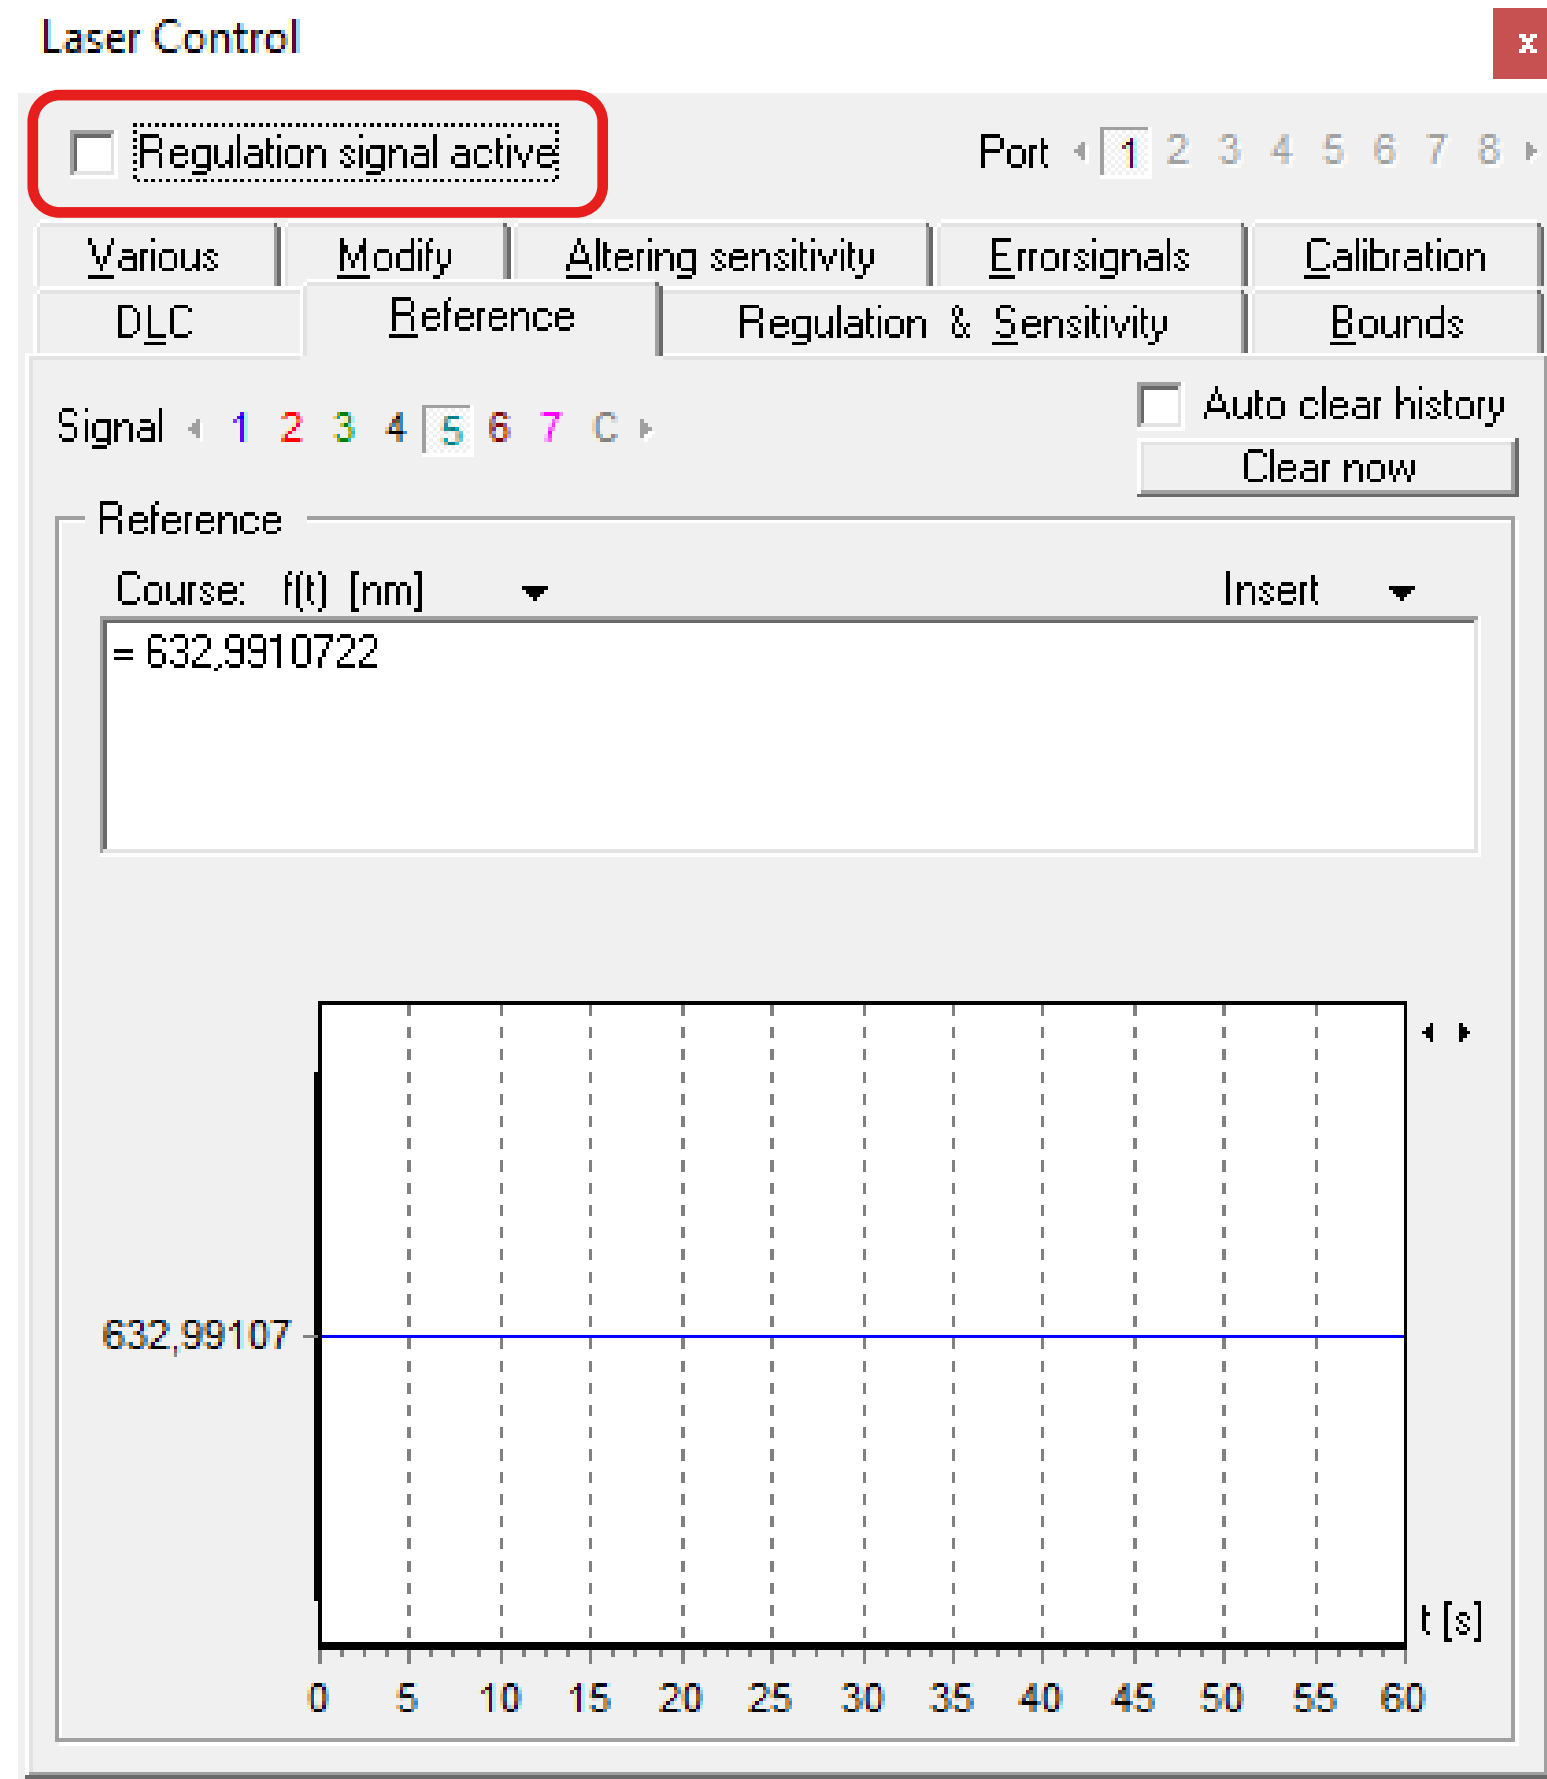 Laser Control
x
Regulation signal active
Port 1 2 3 4 5 6 7 8
Various Modify Altering sensitivity Errorsignals Calibration
DLC Reference Regulation & Sensitivity Bounds
Signal 1 2 3 4 5 6 7 C
Auto clear history
Clear now
Reference
Course: f(t) [nm]
Insert
= 632,9910722
632,99107
t [s]
0 5 10 15 20 25 30 35 40 45 50 55 60